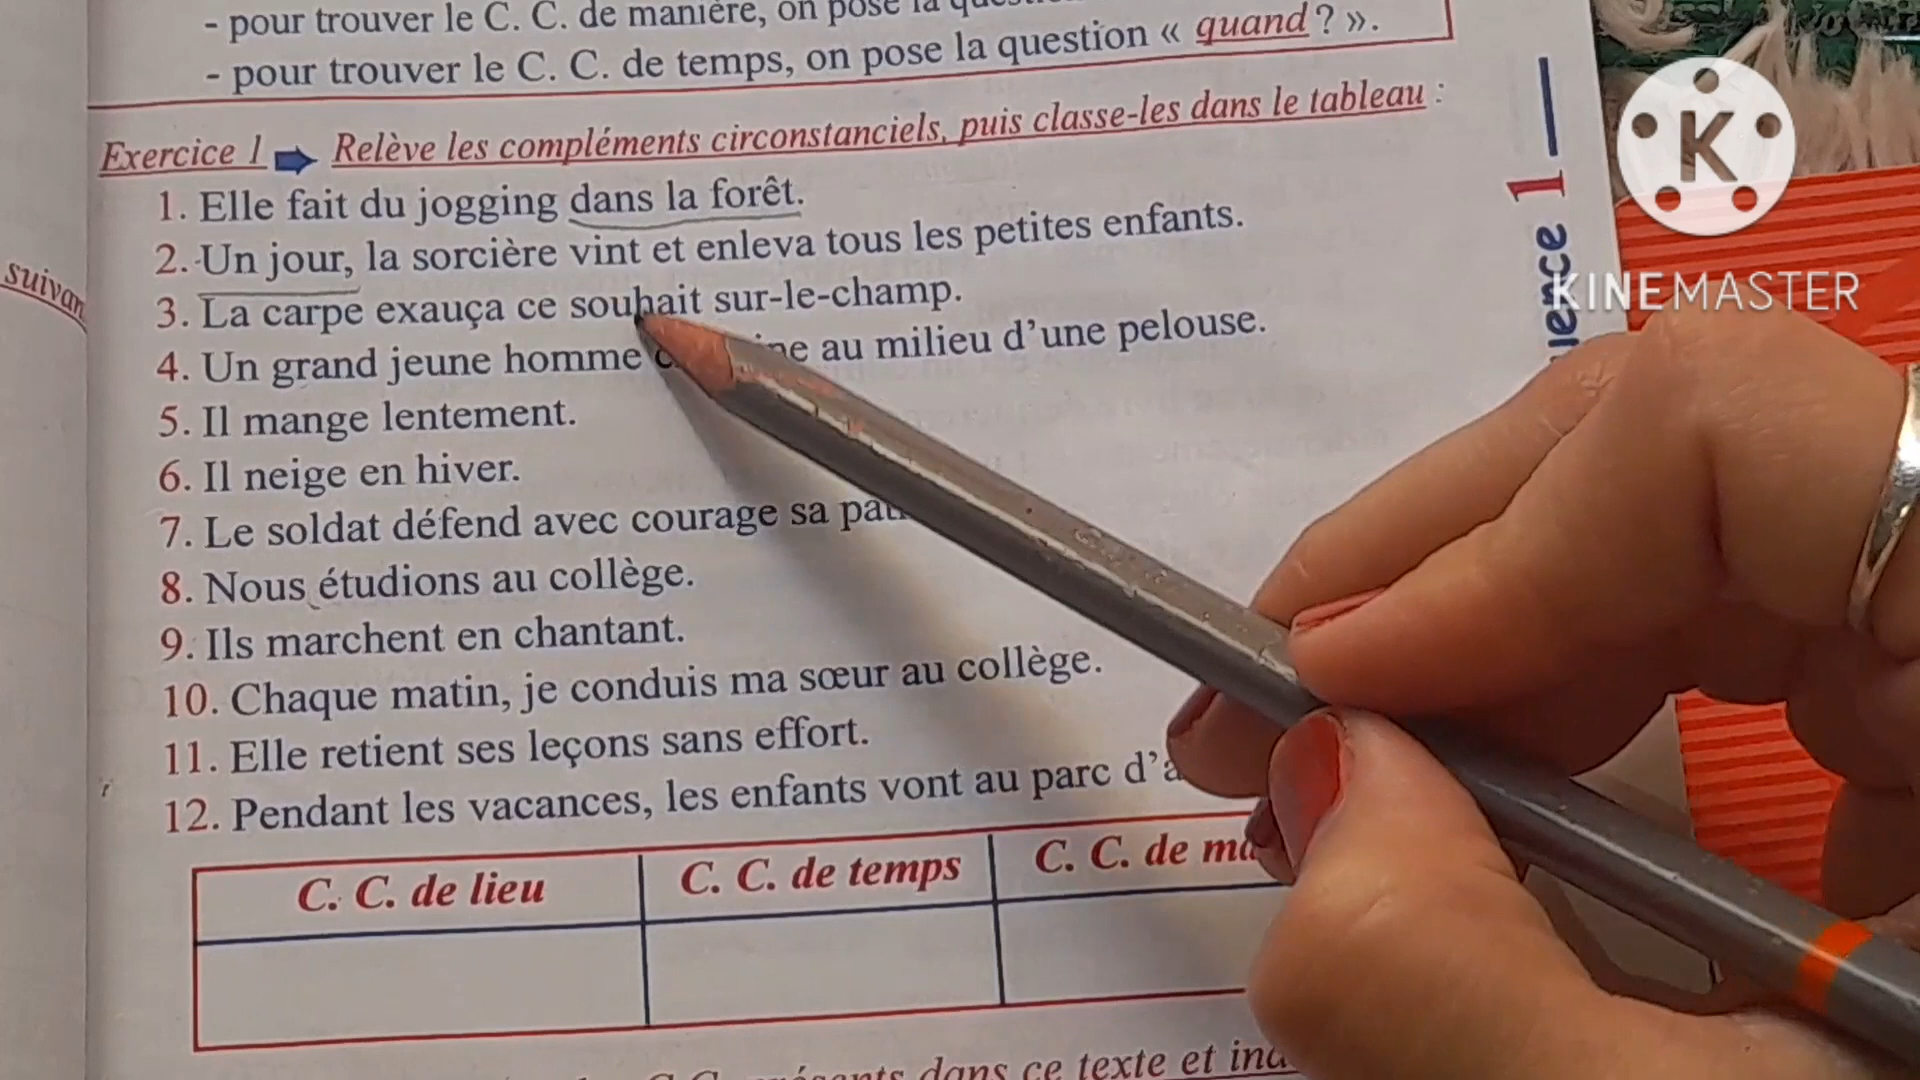 - pour trouver le C. C. de manière, on pose la
- pour trouver le C. C. de temps, on pose la question « quand ? ».
Exercice 1 Relève les compléments circonstanciels, puis classe-les dans le tableau :
1. Elle fait du jogging dans la forêt.
2. Un jour, la sorcière vint et enleva tous les petites enfants.
3. La carpe exauça ce souhait sur-le-champ.
4. Un grand jeune homme au milieu d'une pelouse.
5. Il mange lentement.
6. Il neige en hiver.
7. Le soldat défend avec courage sa
8. Nous étudions au collège.
9. Ils marchent en chantant.
10. Chaque matin, je conduis ma sœur au collège.
11. Elle retient ses leçons sans effort.
12. Pendant les vacances, les enfants vont au parc
C. C. de lieu C. C. de temps C. C. de
dans ce texte et
1
K
KINEMASTER